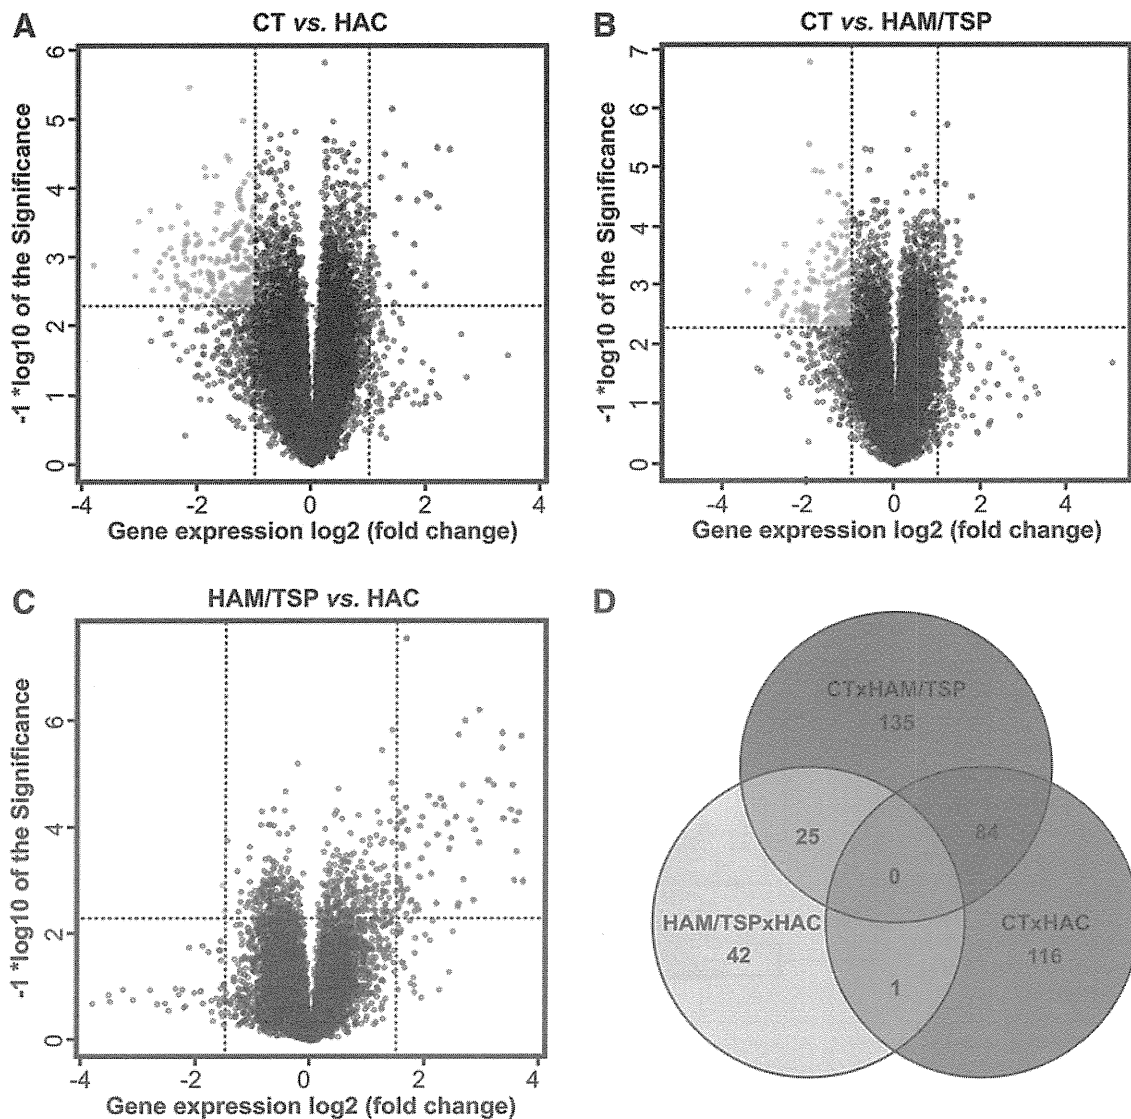 A
CT vs. HAC
-1 *log10 of the Significance
6
5
4
3
2
1
0
-4
-2
0
2
4
Gene expression log2 (fold change)
B
CT vs. HAM/TSP
-1 *log10 of the Significance
7
6
5
4
3
2
1
0
-4
-2
0
2
4
Gene expression log2 (fold change)
C
HAM/TSP vs. HAC
-1 *log10 of the Significance
6
4
2
0
-4
-2
0
2
4
Gene expression log2 (fold change)
D
CTxHAM/TSP
135
25
84
0
HAM/TSPxHAC
42
CTxHAC
116
1